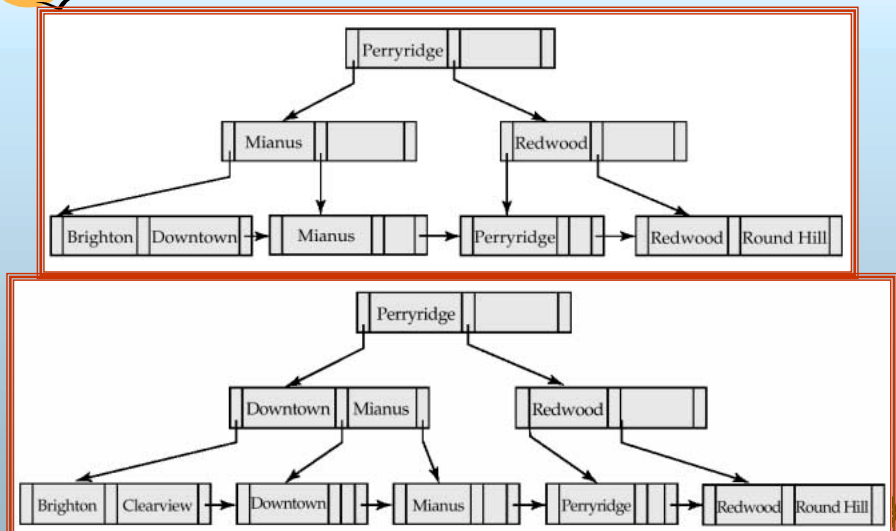 Perryridge
Mianus Redwood
Brighton Downtown Mianus Perryridge Redwood Round Hill
Perryridge
Downtown Mianus Redwood
Brighton Clearview Downtown Mianus Perryridge Redwood Round Hill